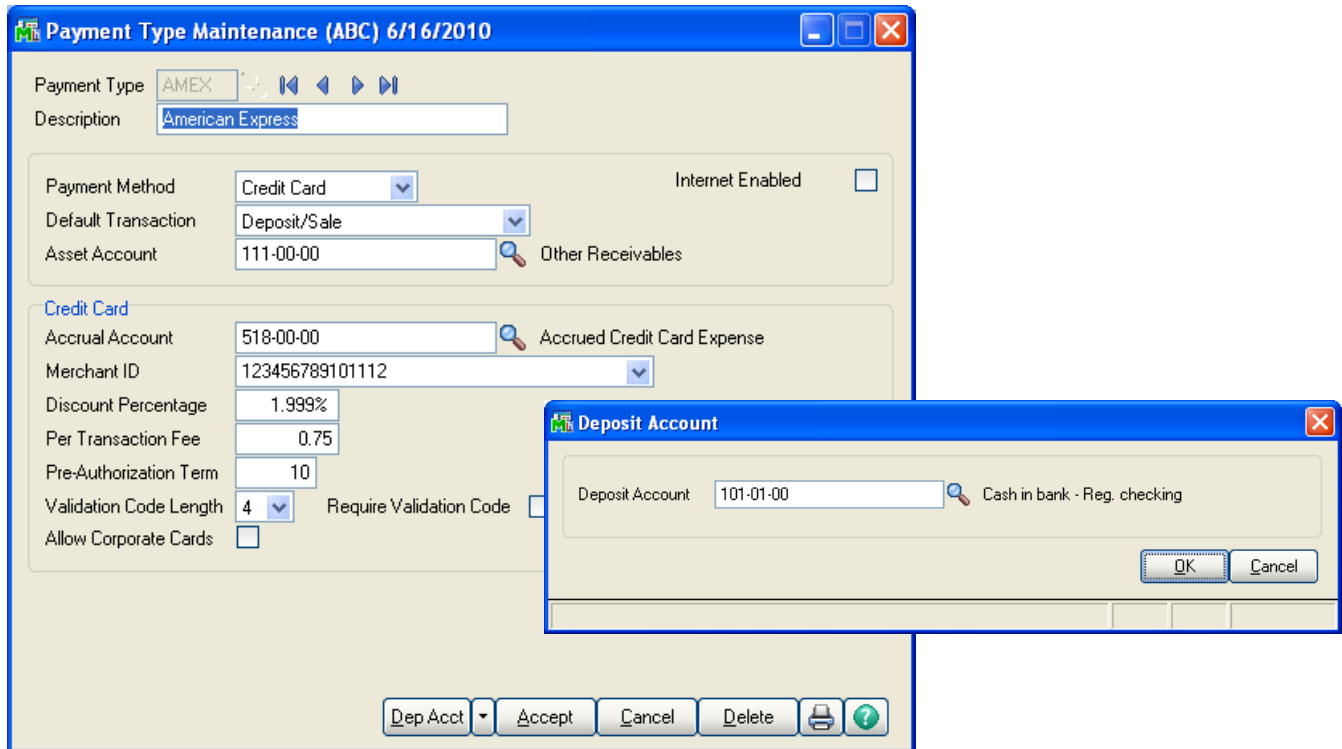 Payment Type Maintenance (ABC) 6/16/2010
Payment Type AMEX
Description American Express
Payment Method Credit Card Internet Enabled
Default Transaction Deposit/Sale
Asset Account 111-00-00 Other Receivables
Credit Card
Accrual Account 518-00-00 Accrued Credit Card Expense
Merchant ID 123456789101112
Discount Percentage 1.999%
Per Transaction Fee 0.75
Pre-Authorization Term 10
Validation Code Length 4 Require Validation Code
Allow Corporate Cards
Dep Acct Accept Cancel Delete ?
Deposit Account
Deposit Account 101-01-00 Cash in bank - Reg. checking
OK Cancel